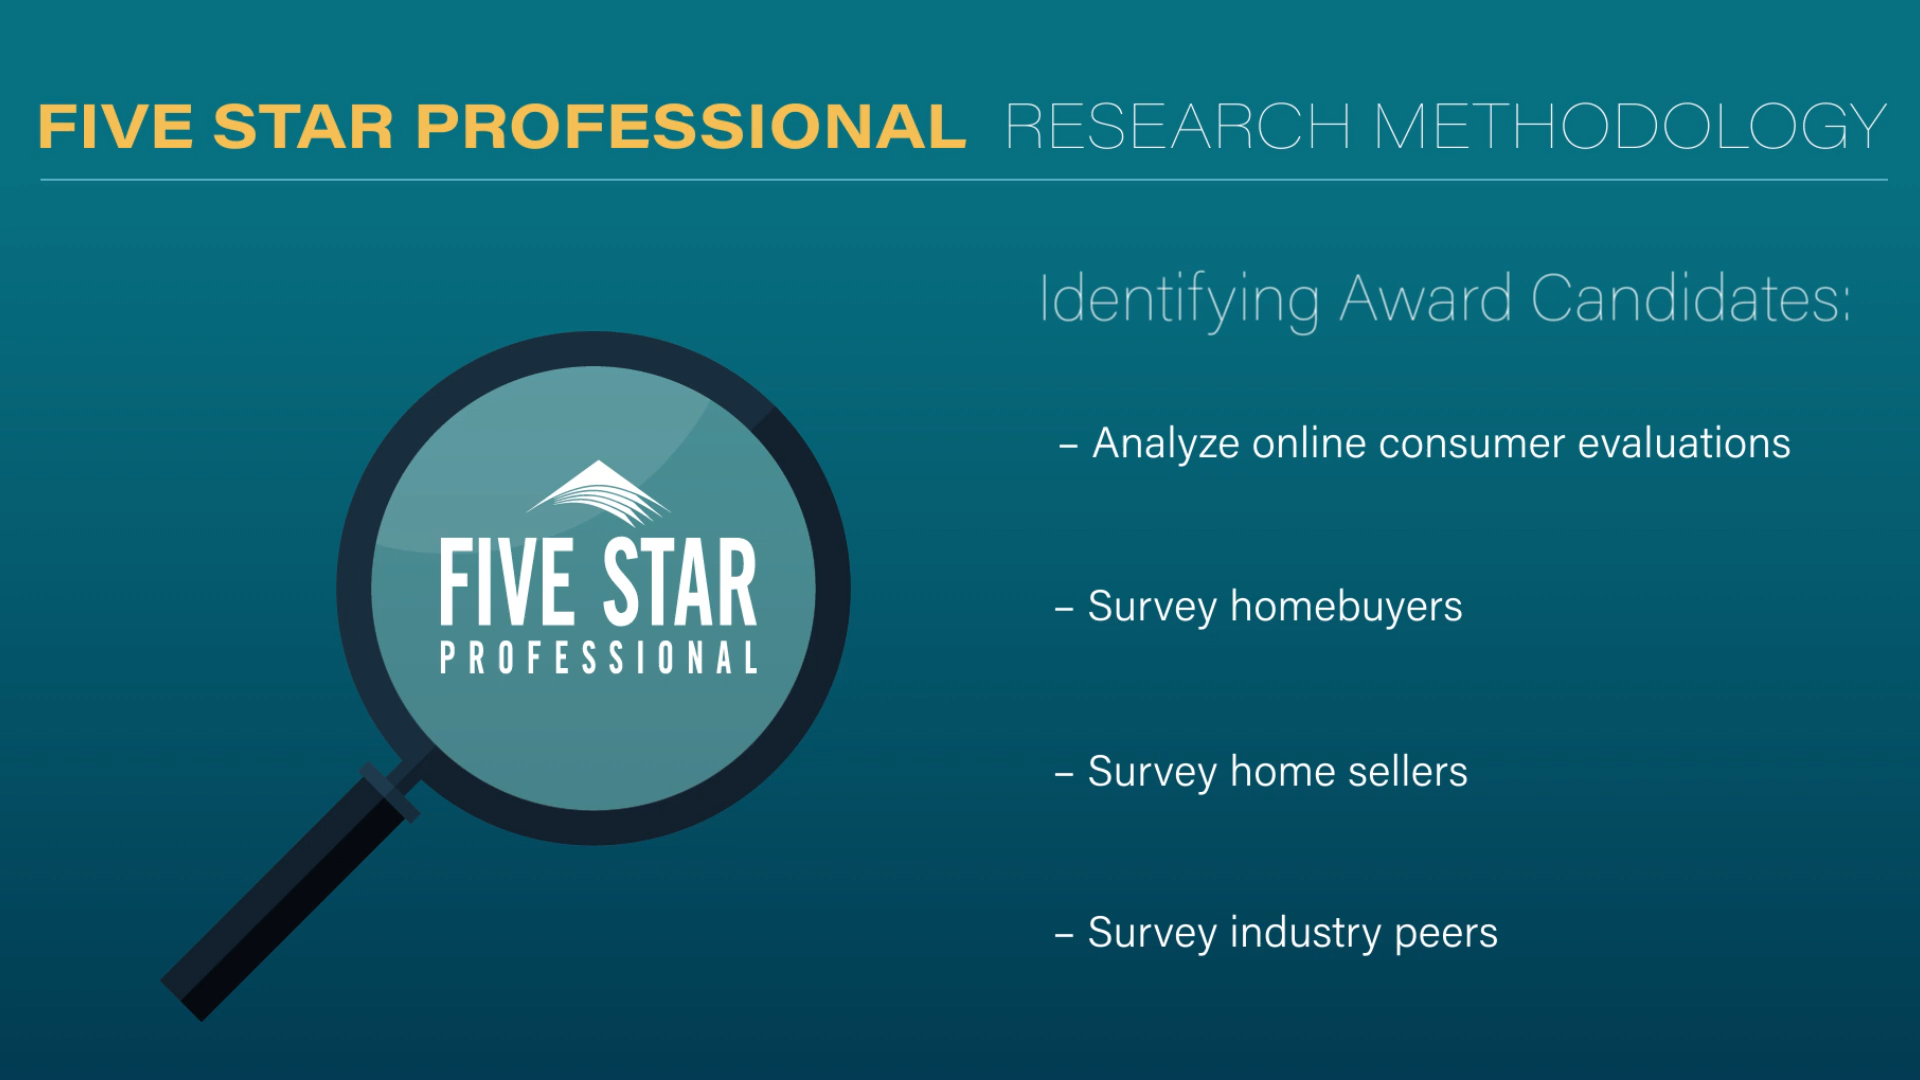 FIVE STAR PROFESSIONAL RESEARCH METHODOLOGY
Identifying Award Candidates:
– Analyze online consumer evaluations
– Survey homebuyers
– Survey home sellers
– Survey industry peers
FIVE STAR
PROFESSIONAL